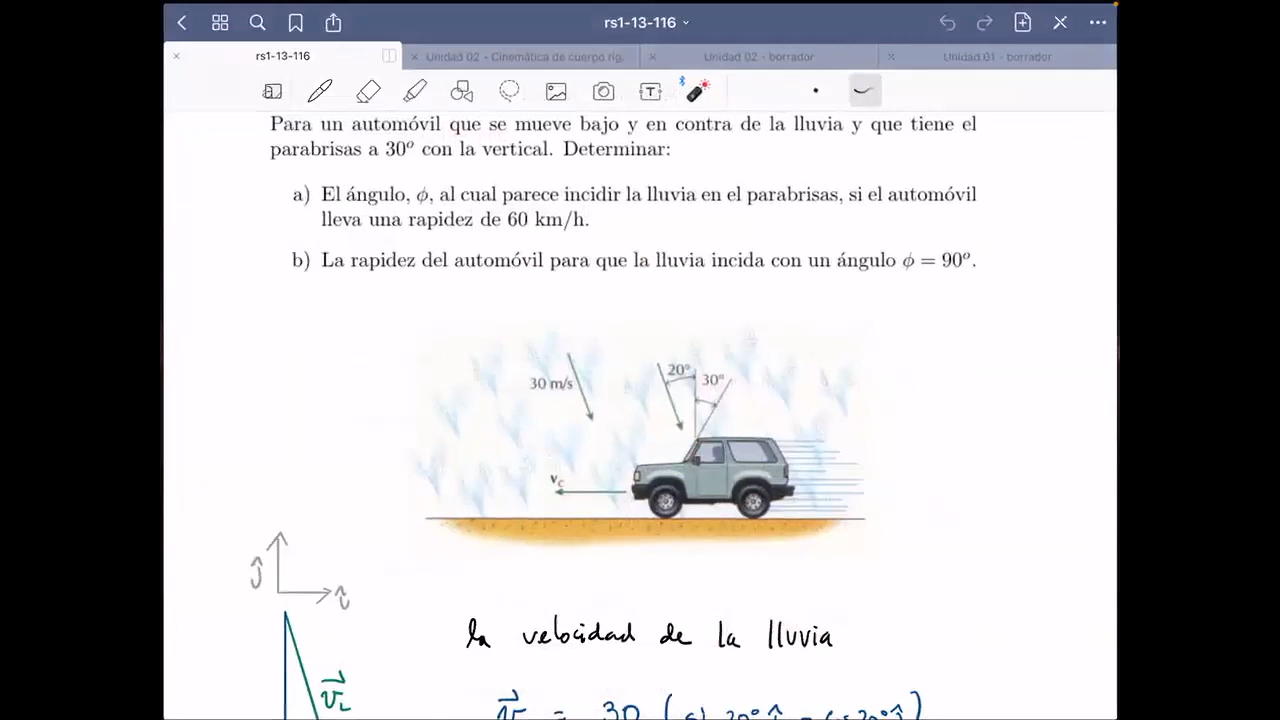 rs1-13-116
rs1-13-116
Unidad 02 - Cinemática de cuerpo rig.
Unidad 02 - borrador
Unidad 01 - borrador
Para un automóvil que se mueve bajo y en contra de la lluvia y que tiene el
parabrisas a 30º con la vertical. Determinar:
a) El ángulo, ϕ, al cual parece incidir la lluvia en el parabrisas, si el automóvil
lleva una rapidez de 60 km/h.
b) La rapidez del automóvil para que la lluvia incida con un ángulo ϕ = 90º.
30 m/s
20°
30°
v_C
ĵ
î
la velocidad de la lluvia
v⃗_L